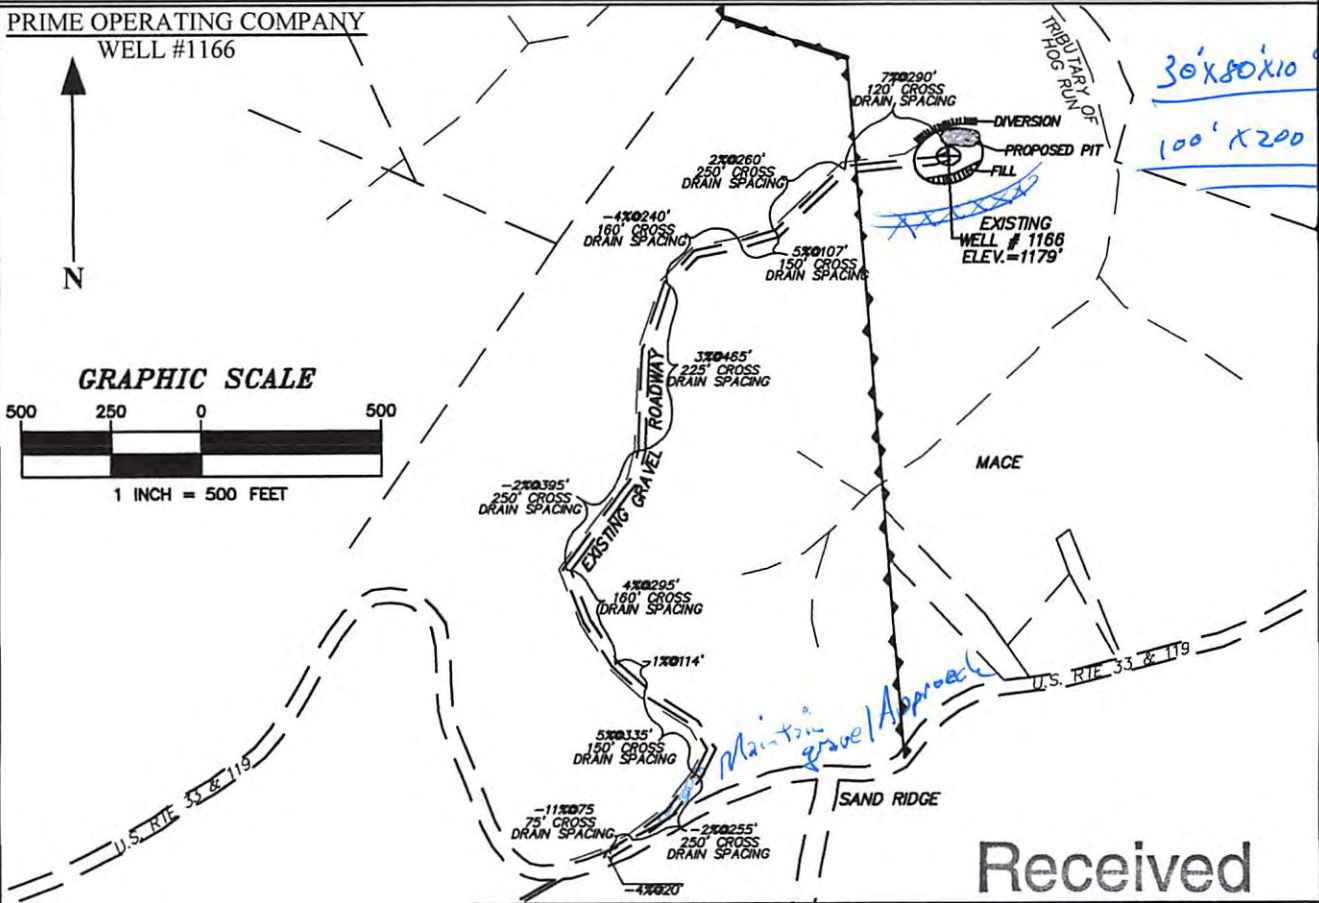 PRIME OPERATING COMPANY
WELL #1166
N
GRAPHIC SCALE
500 250 0 500
1 INCH = 500 FEET
TRIBUTARY OF
HOG RUN
30'X80'X10'
100' X200
7%@290'
120' CROSS
DRAIN SPACING
DIVERSION
PROPOSED PIT
FILL
EXISTING
WELL # 1166
ELEV.=1179'
2%@260'
250' CROSS
DRAIN SPACING
-4%@240'
160' CROSS
DRAIN SPACING
5%@107'
150' CROSS
DRAIN SPACING
3%@465'
225' CROSS
DRAIN SPACING
EXISTING GRAVEL ROADWAY
MACE
-2%@395'
250' CROSS
DRAIN SPACING
4%@295'
160' CROSS
DRAIN SPACING
-1%@114'
5%@335'
150' CROSS
DRAIN SPACING
Maintain
gravel Approach
U.S. RTE 33 & 119
U.S. RTE 33 & 119
SAND RIDGE
-11%@75
75' CROSS
DRAIN SPACING
-2%@255'
250' CROSS
DRAIN SPACING
-4%@20'
Received